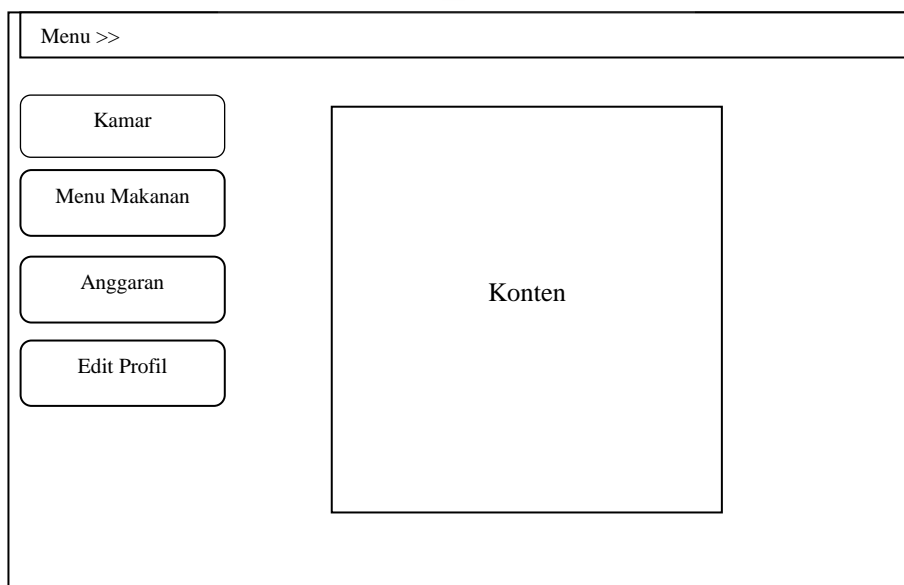 Menu >>
Kamar
Menu Makanan
Anggaran
Edit Profil
Konten